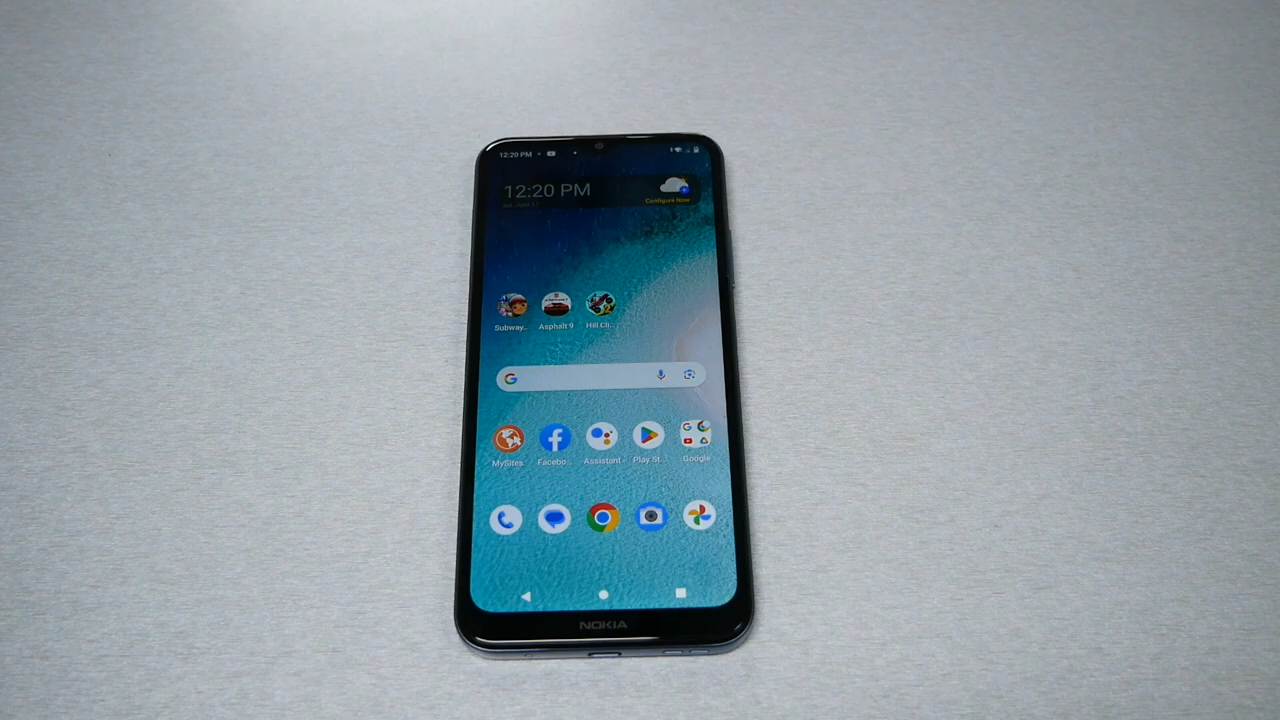 12:20 PM
12:20 PM
Configure Now
Subway...
Asphalt 9
Hill Cli...
MySites
Facebo...
Assistant
Play St...
Google
NOKIA